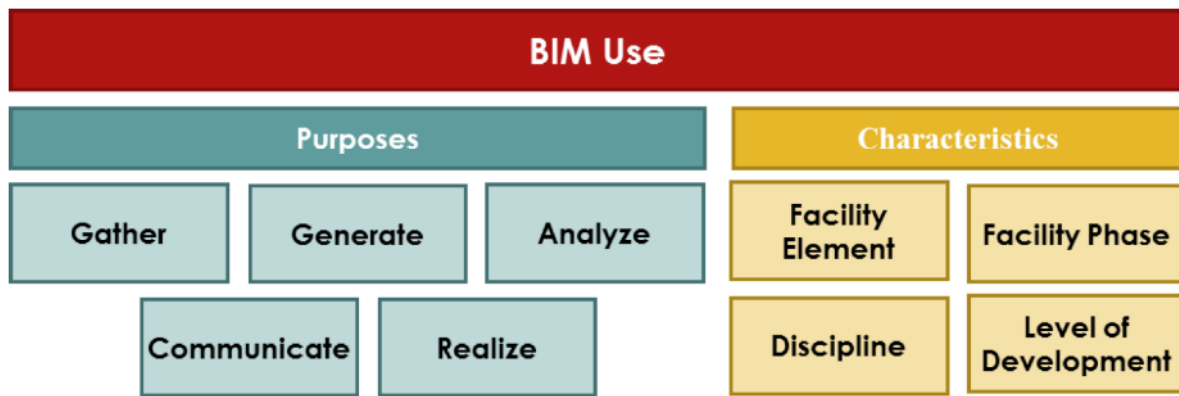 BIM Use
Purposes
Characteristics
Gather
Generate
Analyze
Facility
Element
Facility Phase
Communicate
Realize
Discipline
Level of
Development